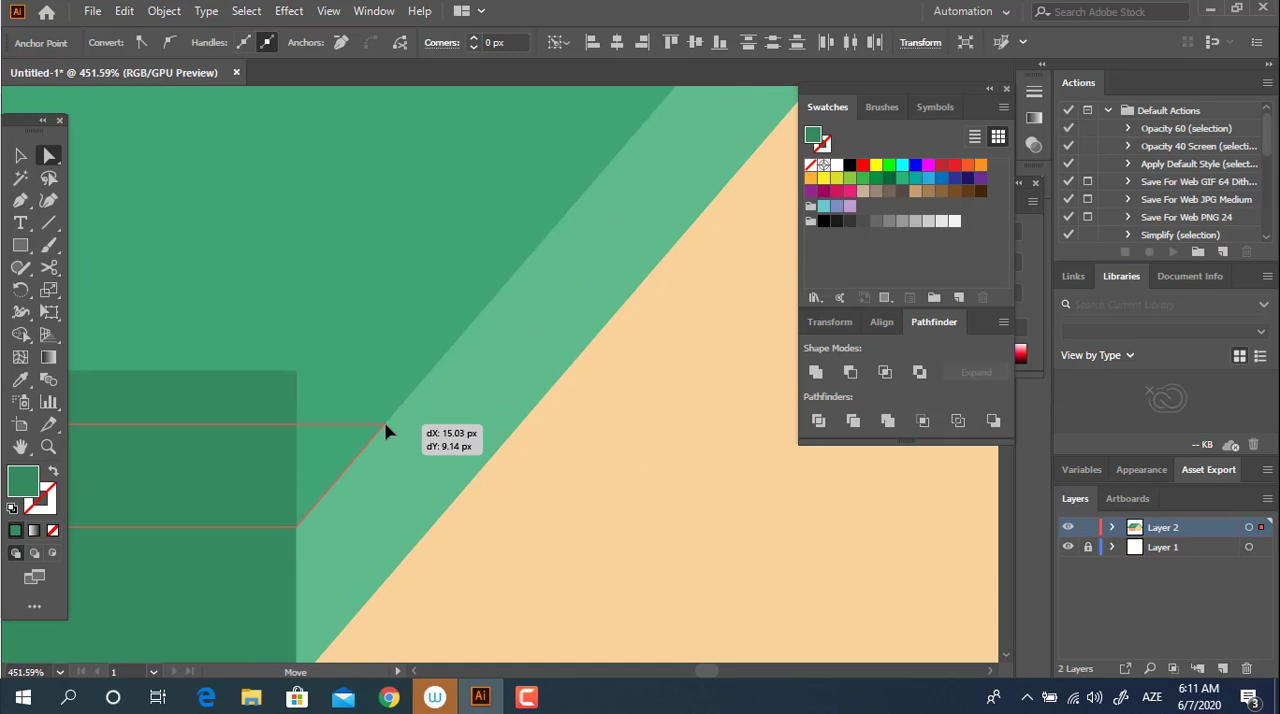 Ai File Edit Object Type Select Effect View Window Help Automation Search Adobe Stock
Anchor Point Convert: Handles: Anchors: Corners: 0 px Transform
Untitled-1* @ 451.59% (RGB/GPU Preview) ×
Swatches Brushes Symbols
Actions
Default Actions
Opacity 60 (selection)
Opacity 40 Screen (selecti...
Apply Default Style (selecti...
Save For Web GIF 64 Dith...
Save For Web JPG Medium
Save For Web PNG 24
Simplify (selection)
Links Libraries Document Info
Search Current Library
View by Type
-- KB
Transform Align Pathfinder
Shape Modes:
Expand
Pathfinders:
dX: 15.03 px
dY: 9.14 px
Variables Appearance Asset Export
Layers Artboards
Layer 2
Layer 1
2 Layers
451.59% 1 Move
Ai AZE 6:11 AM
6/7/2020 3